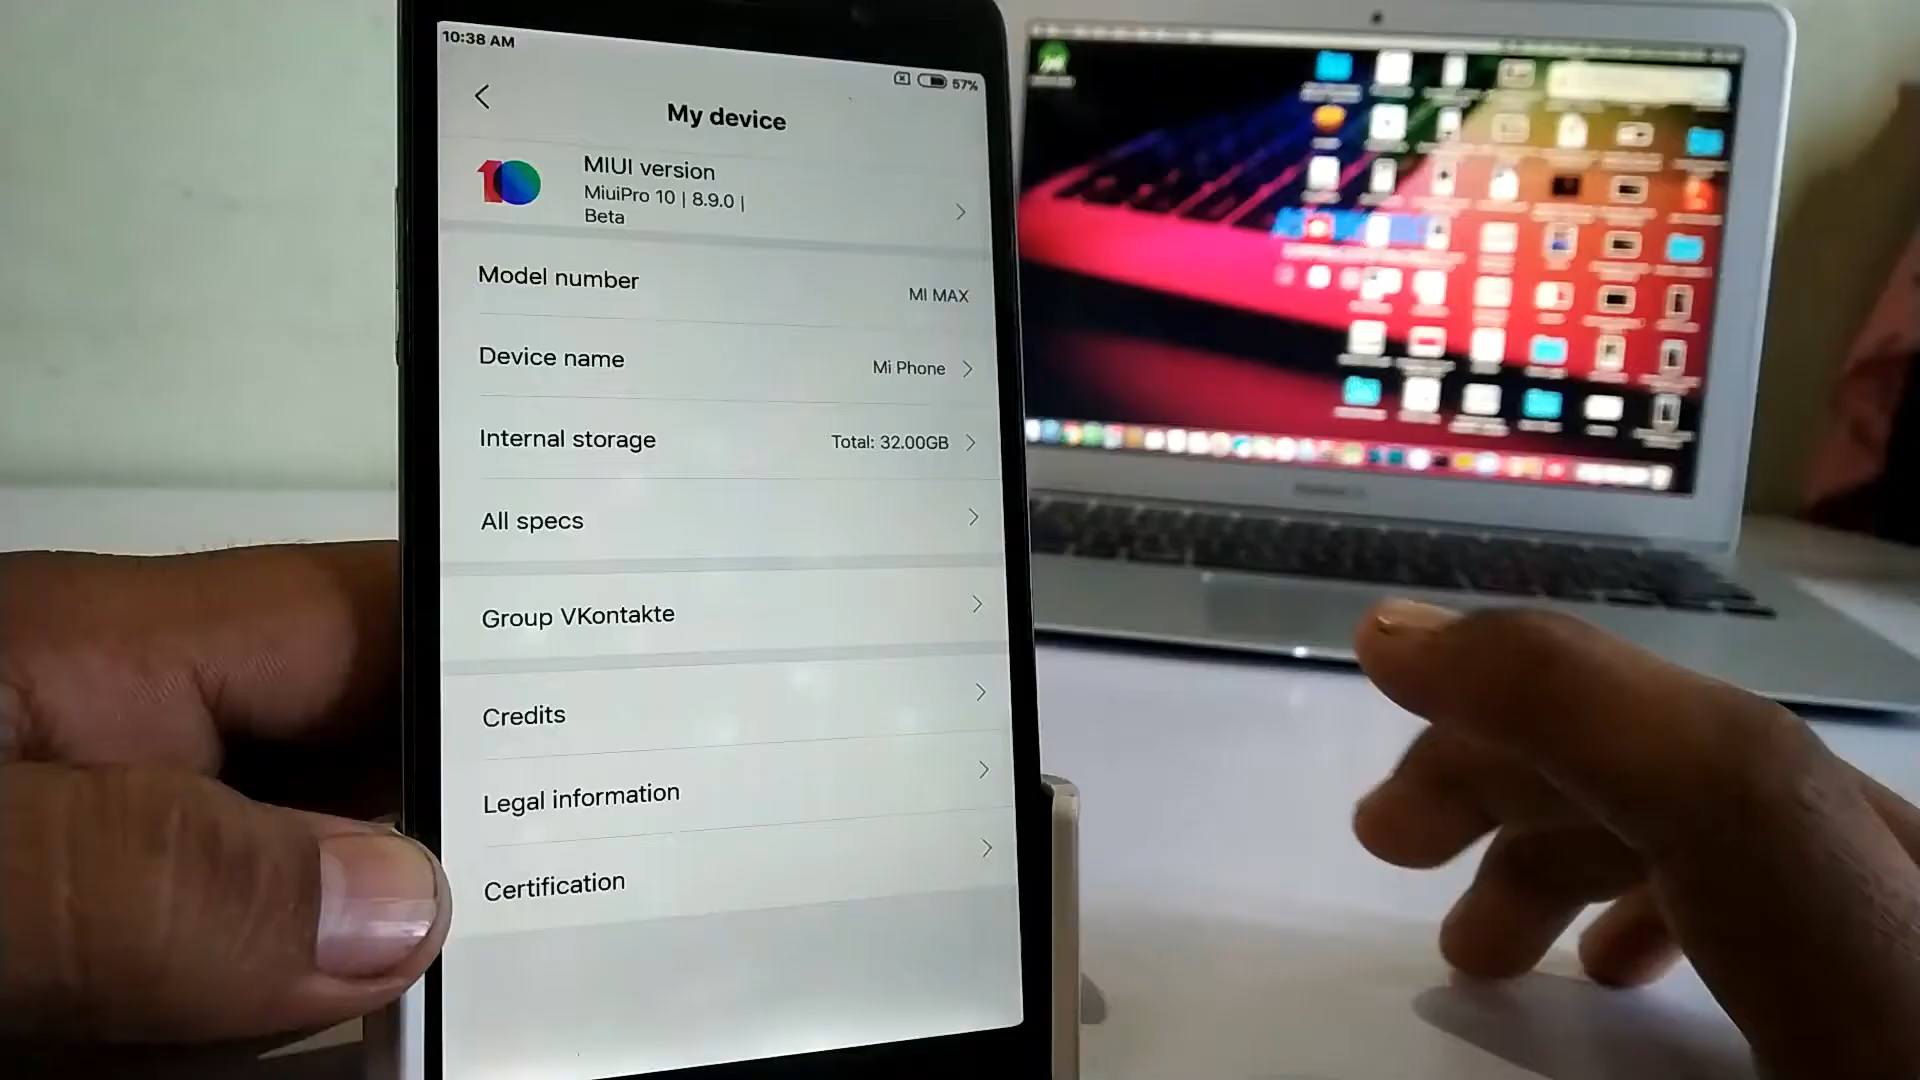 10:38 AM
57%
My device
10
MIUI version
MiuiPro 10 | 8.9.0 |
Beta
Model number
MI MAX
Device name
Mi Phone
Internal storage
Total: 32.00GB
All specs
Group VKontakte
Credits
Legal information
Certification